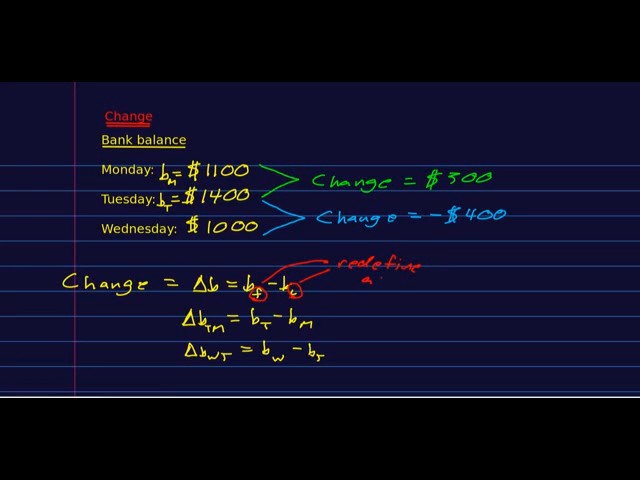 Change
Bank balance
Monday: b_M = $1100
Change = $300
Tuesday: b_T = $1400
Change = -$400
Wednesday: $1000
redefine
a
Change = Δb = b_f - b_i
Δb_TM = b_T - b_M
Δb_WT = b_W - b_T